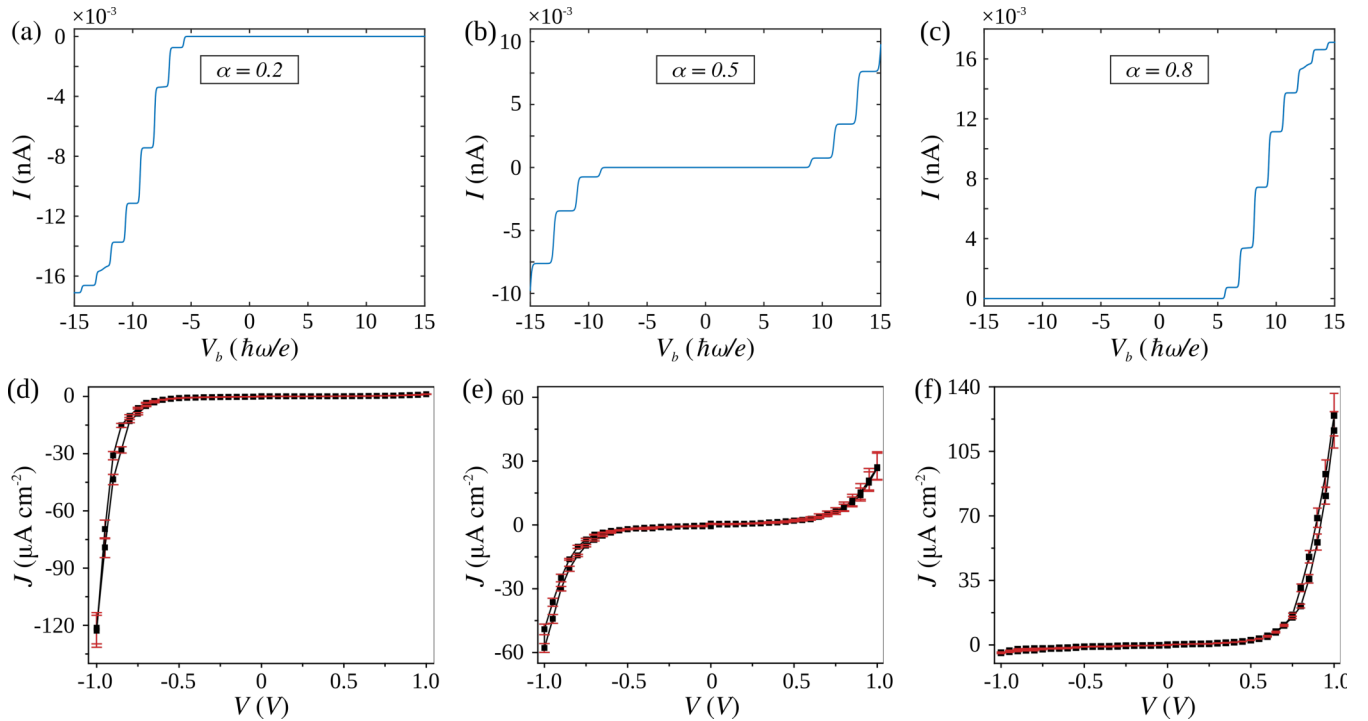 (a)
×10⁻³
α = 0.2
I (nA)
0
-4
-8
-12
-16
-15 -10 -5 0 5 10 15
V_b (ħω/e)
(b)
α = 0.5
I (nA)
10
5
0
-5
-10
-15 -10 -5 0 5 10 15
V_b (ħω/e)
(c)
×10⁻³
α = 0.8
I (nA)
16
12
8
4
0
-15 -10 -5 0 5 10 15
V_b (ħω/e)
(d)
J (μA cm⁻²)
0
-30
-60
-90
-120
-1.0 -0.5 0 0.5 1.0
V (V)
(e)
J (μA cm⁻²)
60
30
0
-30
-60
-1.0 -0.5 0 0.5 1.0
V (V)
(f)
J (μA cm⁻²)
140
105
70
35
0
-1.0 -0.5 0 0.5 1.0
V (V)